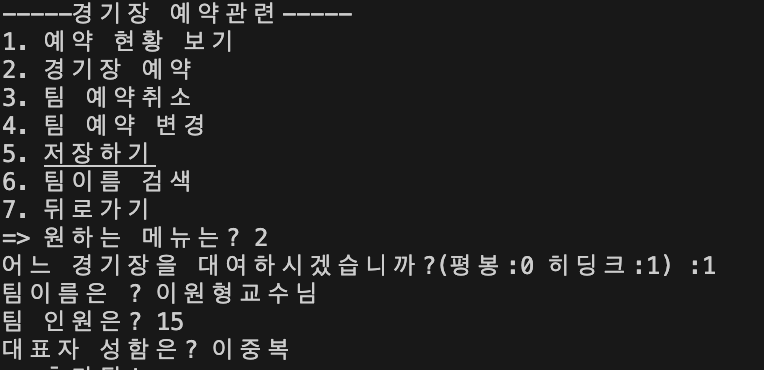 -----경기장 예약관련-----
1. 예약 현황 보기
2. 경기장 예약
3. 팀 예약취소
4. 팀 예약 변경
5. 저장하기
6. 팀이름 검색
7. 뒤로가기
=> 원하는 메뉴는? 2
어느 경기장을 대여하시겠습니까?(평봉:0 히딩크:1) :1
팀이름은 ? 이원형교수님
팀 인원은? 15
대표자 성함은? 이중복